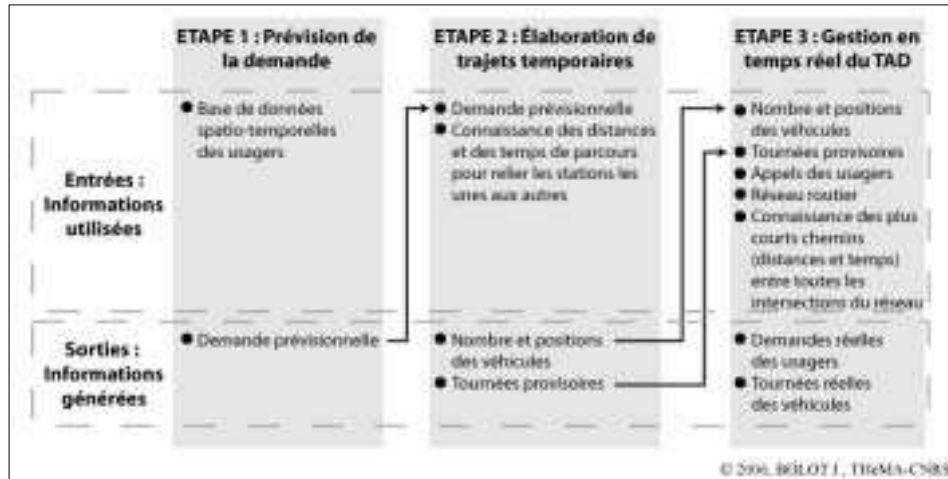 ETAPE 1 : Prévision de
la demande
ETAPE 2 : Élaboration de
trajets temporaires
ETAPE 3 : Gestion en
temps réel du TAD
Entrées :
Informations
utilisées
● Base de données
spatio-temporelles
des usagers
● Demande prévisionnelle
● Connaissance des distances
et des temps de parcours
pour relier les stations les
unes aux autres
● Nombre et positions
des véhicules
● Tournées provisoires
● Appels des usagers
● Réseau routier
● Connaissance des plus
courts chemins
(distances et temps)
entre toutes les
intersections du réseau
Sorties :
Informations
générées
● Demande prévisionnelle
● Nombre et positions
des véhicules
● Tournées provisoires
● Demandes réelles
des usagers
● Tournées réelles
des véhicules
© 2006, BOLOT J., THéMA-CNRS